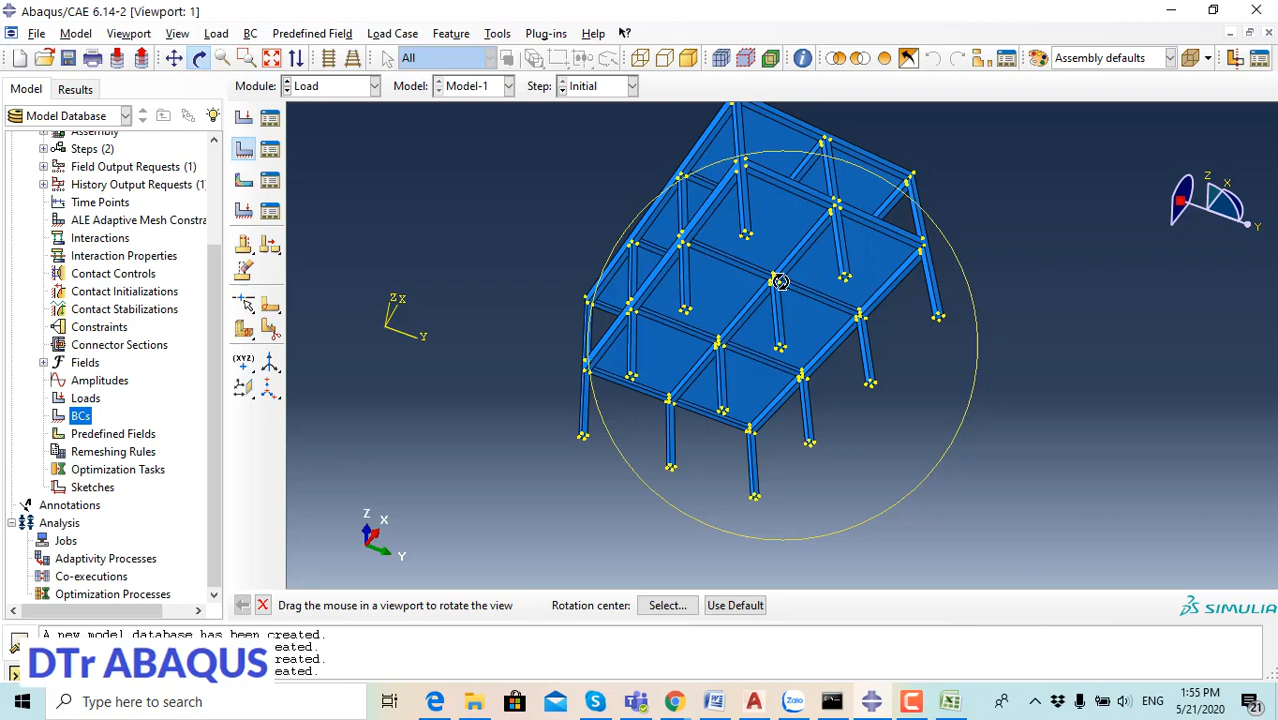 Abaqus/CAE 6.14-2 [Viewport: 1]
File Model Viewport View Load BC Predefined Field Load Case Feature Tools Plug-ins Help
All
Assembly defaults
Model Results
Module: Load Model: Model-1 Step: Initial
Model Database
Assembly
Steps (2)
Field Output Requests (1)
History Output Requests (1)
Time Points
ALE Adaptive Mesh Constra
Interactions
Interaction Properties
Contact Controls
Contact Initializations
Contact Stabilizations
Constraints
Connector Sections
Fields
Amplitudes
Loads
BCs
Predefined Fields
Remeshing Rules
Optimization Tasks
Sketches
Annotations
Analysis
Jobs
Adaptivity Processes
Co-executions
Optimization Processes
(XYZ)
Z X
Y
Z X
Y
Z
X
Y
Drag the mouse in a viewport to rotate the view Rotation center: Select... Use Default
SIMULIA
A new model database has been created.
eated.
eated.
eated.
DTr ABAQUS
Type here to search
ENG
1:55 PM
5/21/2020
21